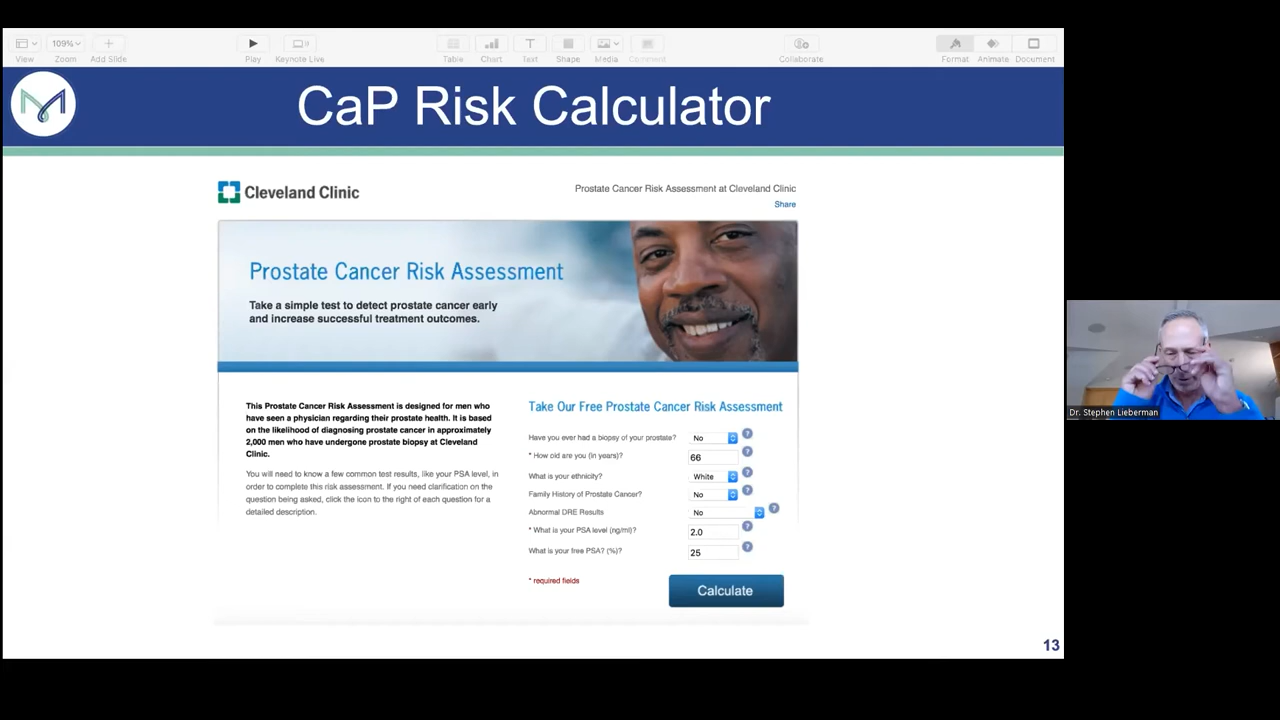 109%
View
Zoom
Add Slide
Play
Keynote Live
Table
Chart
Text
Shape
Media
Comment
Collaborate
Format
Animate
Document
CaP Risk Calculator
Cleveland Clinic
Prostate Cancer Risk Assessment at Cleveland Clinic
Share
Prostate Cancer Risk Assessment
Take a simple test to detect prostate cancer early
and increase successful treatment outcomes.
This Prostate Cancer Risk Assessment is designed for men who
have seen a physician regarding their prostate health. It is based
on the likelihood of diagnosing prostate cancer in approximately
2,000 men who have undergone prostate biopsy at Cleveland
Clinic.
You will need to know a few common test results, like your PSA level, in
order to complete this risk assessment. If you need clarification on the
question being asked, click the icon to the right of each question for a
detailed description.
Take Our Free Prostate Cancer Risk Assessment
Have you ever had a biopsy of your prostate? No ?
* How old are you (in years)? 66 ?
What is your ethnicity? White ?
Family History of Prostate Cancer? No ?
Abnormal DRE Results No ?
* What is your PSA level (ng/ml)? 2.0 ?
What is your free PSA? (%)? 25 ?
* required fields
Calculate
13
Dr. Stephen Lieberman